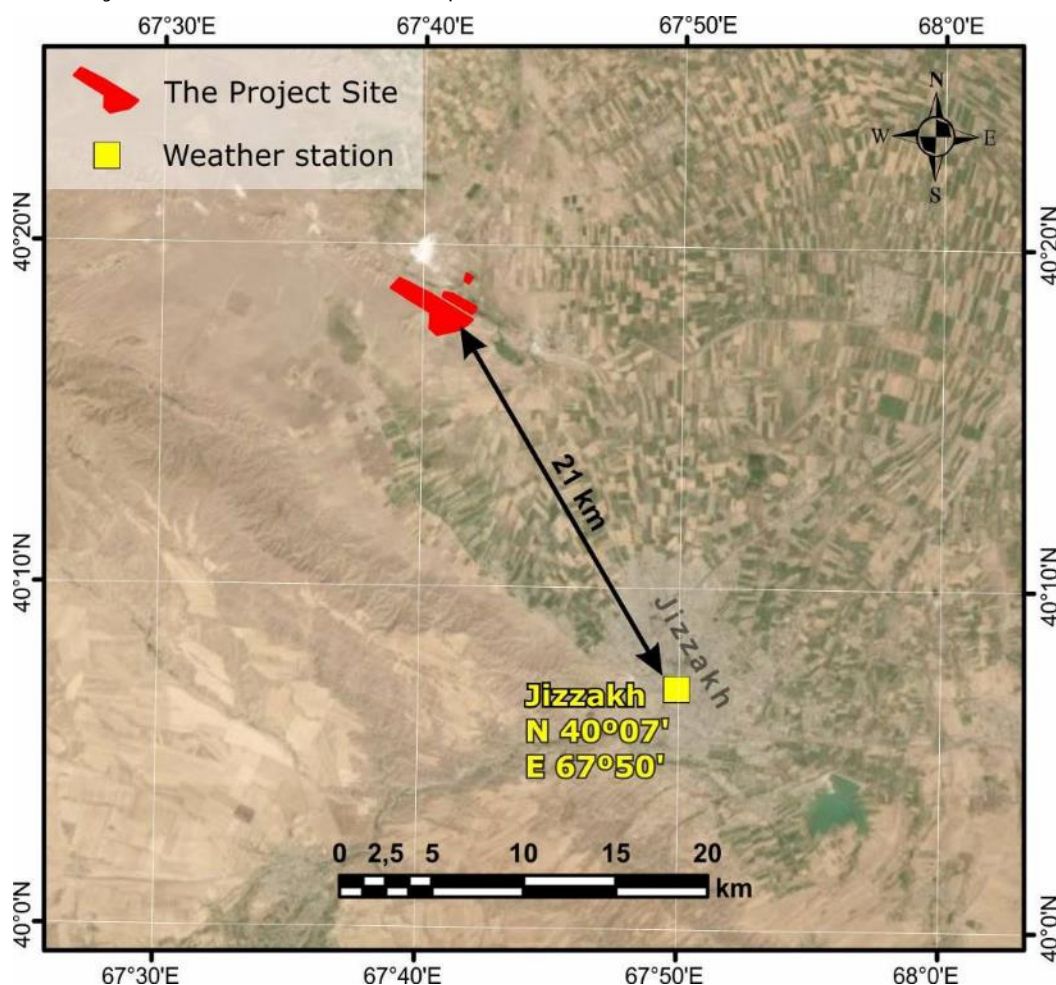 67°30'E
67°40'E
67°50'E
68°0'E
The Project Site
Weather station
N
W
E
S
40°20'N
40°20'N
21 km
40°10'N
40°10'N
Jizzakh
Jizzakh
N 40º07'
E 67º50'
0 2,5 5 10 15 20
km
40°0'N
40°0'N
67°30'E
67°40'E
67°50'E
68°0'E